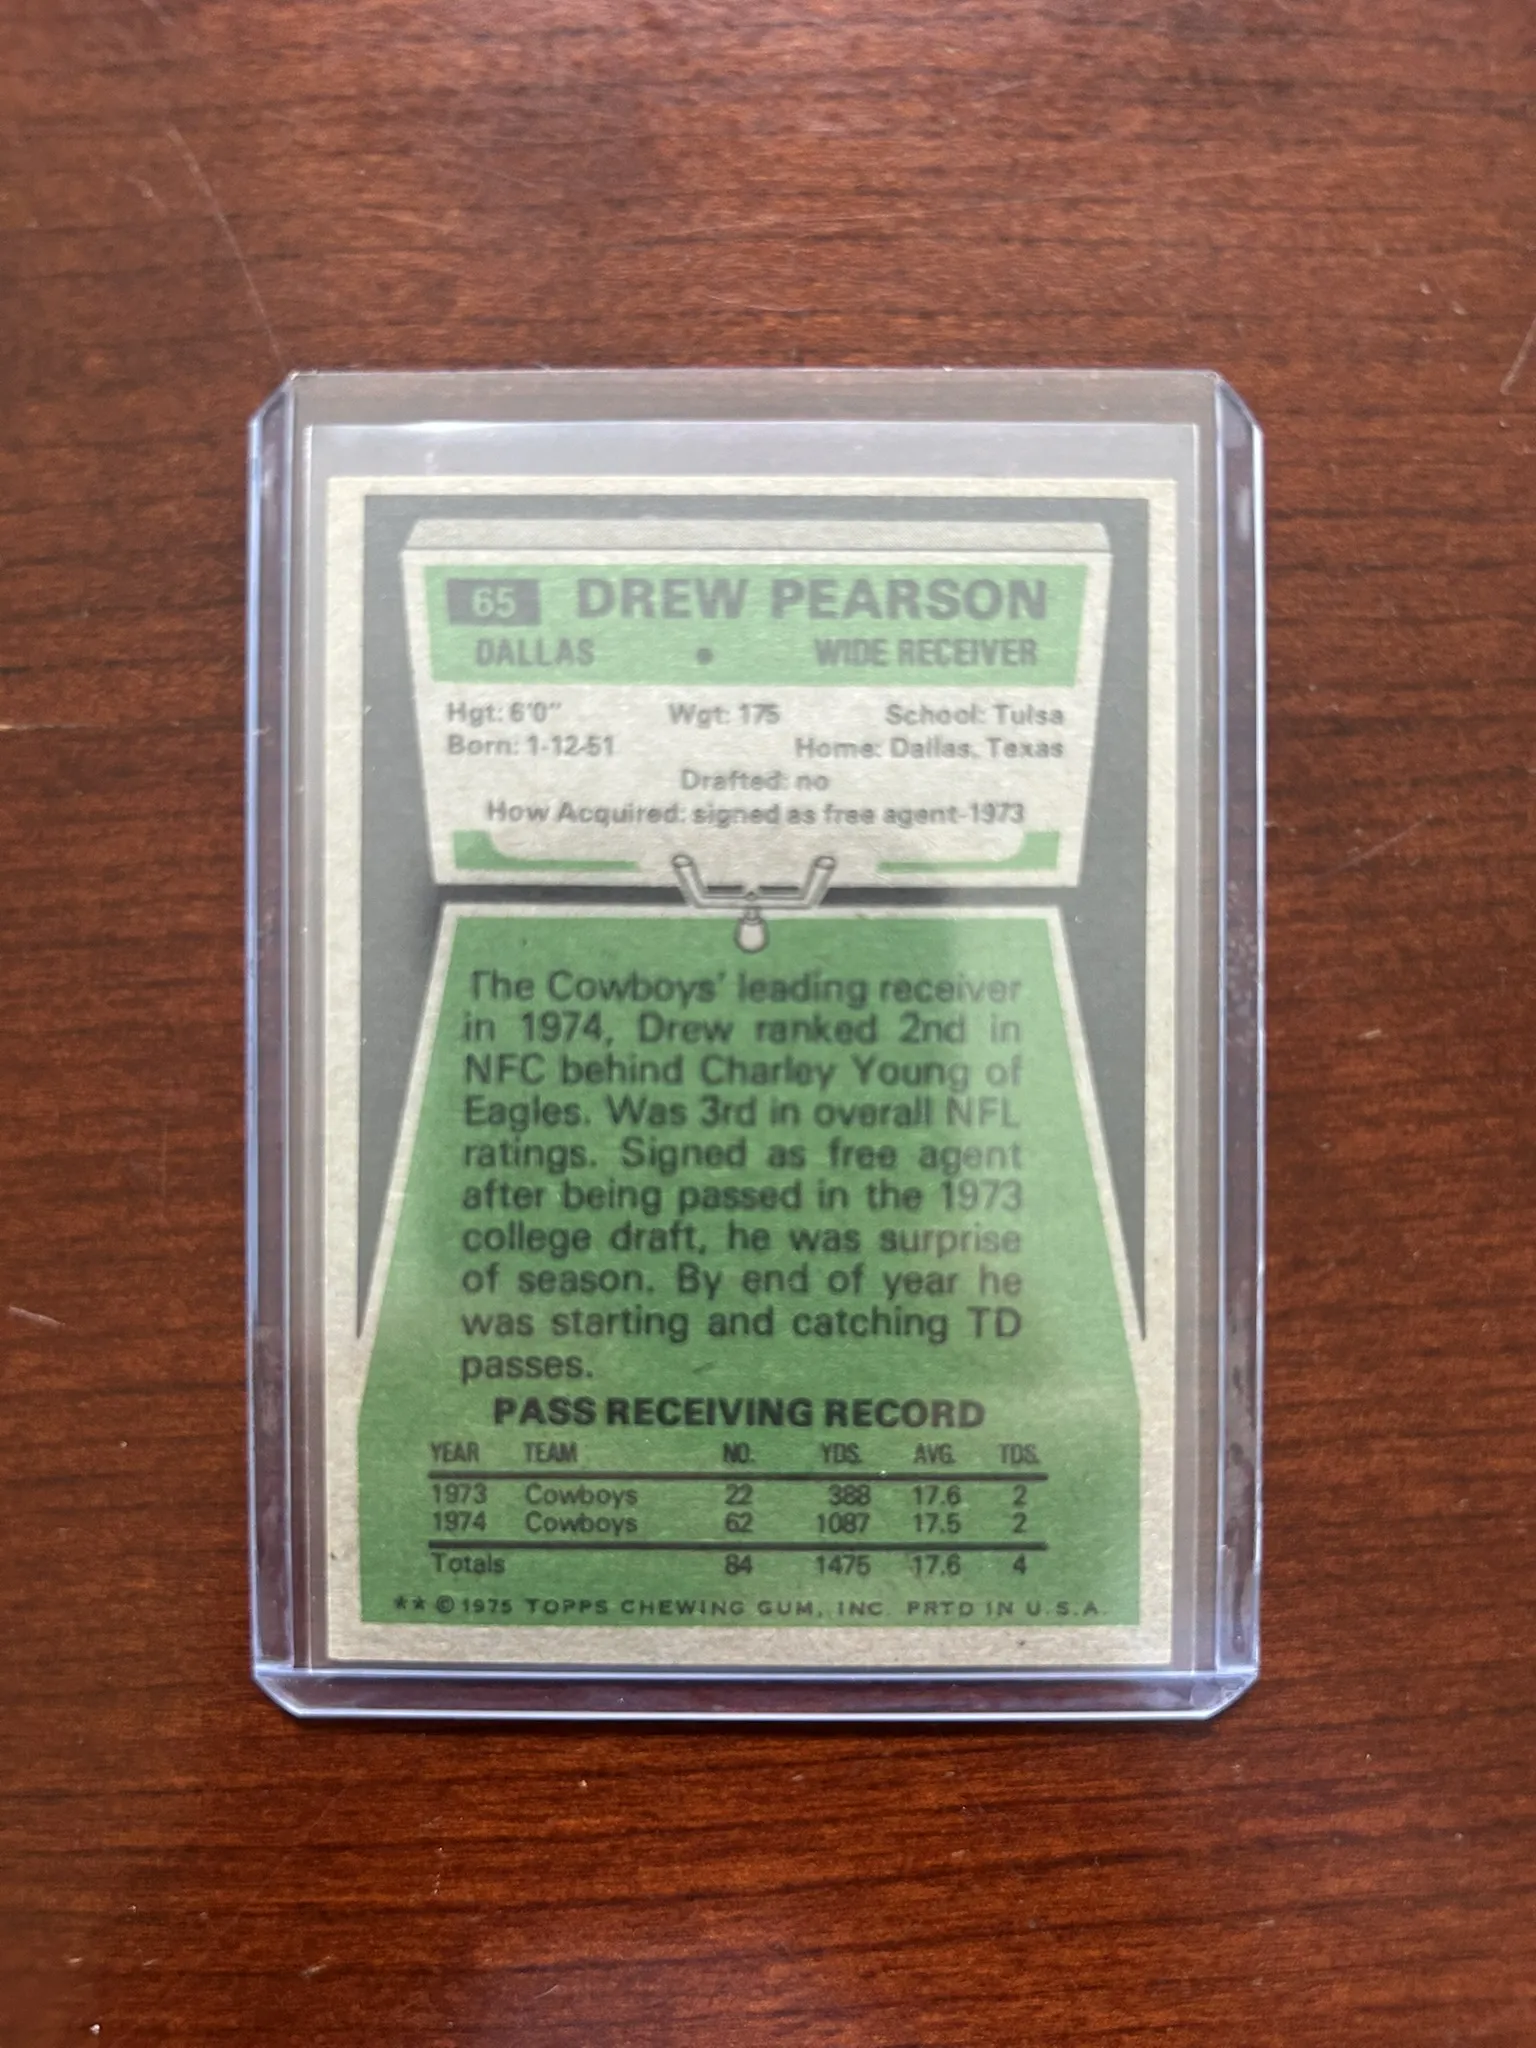 65 DREW PEARSON
DALLAS • WIDE RECEIVER
Hgt: 6'0" Wgt: 175 School: Tulsa
Born: 1-12-51 Home: Dallas, Texas
Drafted: no
How Acquired: signed as free agent-1973
The Cowboys' leading receiver
in 1974, Drew ranked 2nd in
NFC behind Charley Young of
Eagles. Was 3rd in overall NFL
ratings. Signed as free agent
after being passed in the 1973
college draft, he was surprise
of season. By end of year he
was starting and catching TD
passes.
PASS RECEIVING RECORD
YEAR TEAM NO. YDS. AVG. TDS.
1973 Cowboys 22 388 17.6 2
1974 Cowboys 62 1087 17.5 2
Totals 84 1475 17.6 4
** © 1975 TOPPS CHEWING GUM, INC. PRTD IN U.S.A.